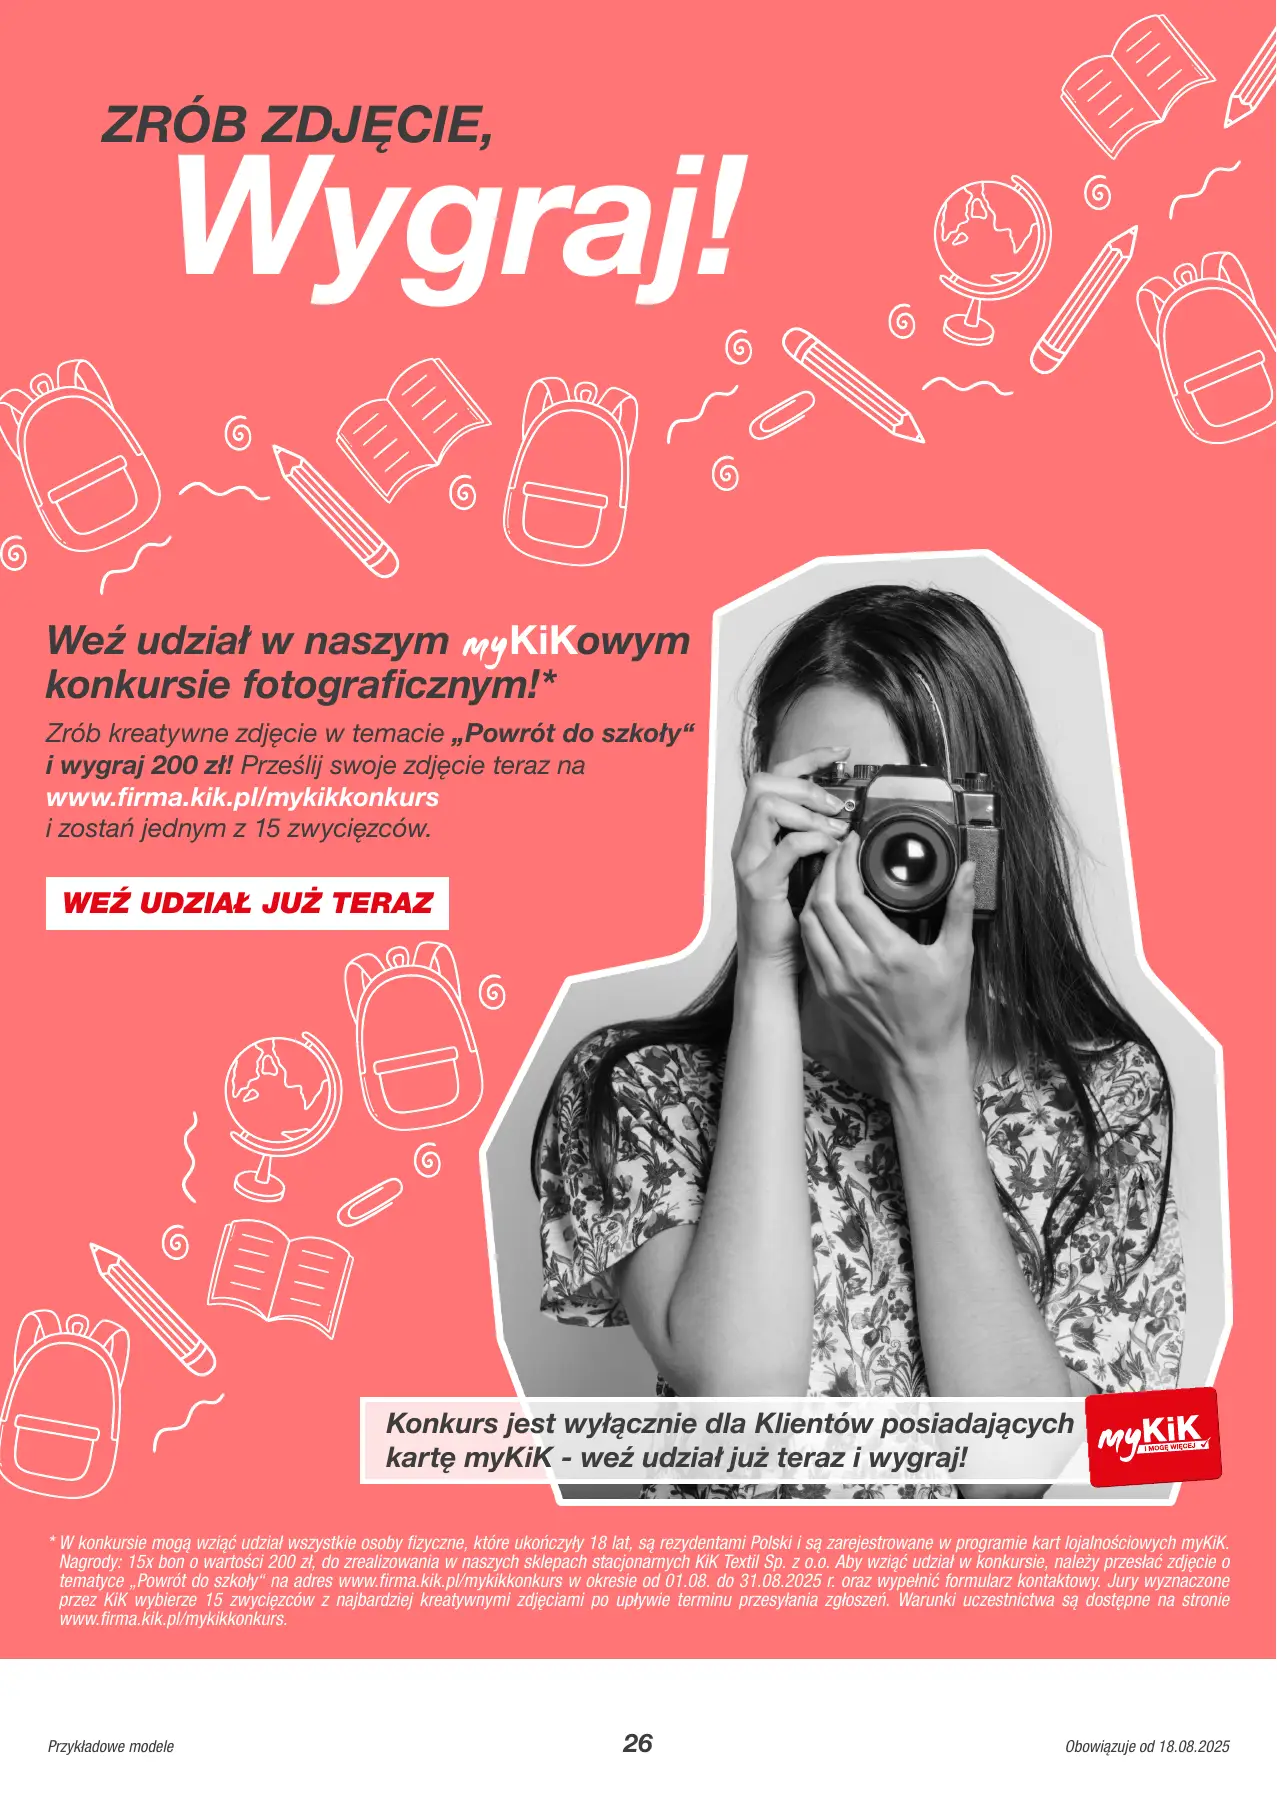 ZRÓB ZDJĘCIE,
Wygraj!
Weź udział w naszym myKiKowym
konkursie fotograficznym!*
Zrób kreatywne zdjęcie w temacie „Powrót do szkoły“
i wygraj 200 zł! Prześlij swoje zdjęcie teraz na
www.firma.kik.pl/mykikkonkurs
i zostań jednym z 15 zwycięzców.
WEŹ UDZIAŁ JUŻ TERAZ
Konkurs jest wyłącznie dla Klientów posiadających
kartę myKiK - weź udział już teraz i wygraj!
myKiK
I MOGĘ WIĘCEJ
* W konkursie mogą wziąć udział wszystkie osoby fizyczne, które ukończyły 18 lat, są rezydentami Polski i są zarejestrowane w programie kart lojalnościowych myKiK.
Nagrody: 15x bon o wartości 200 zł, do zrealizowania w naszych sklepach stacjonarnych KiK Textil Sp. z o.o. Aby wziąć udział w konkursie, należy przesłać zdjęcie o
tematyce „Powrót do szkoły“ na adres www.firma.kik.pl/mykikkonkurs w okresie od 01.08. do 31.08.2025 r. oraz wypełnić formularz kontaktowy. Jury wyznaczone
przez KiK wybierze 15 zwycięzców z najbardziej kreatywnymi zdjęciami po upływie terminu przesyłania zgłoszeń. Warunki uczestnictwa są dostępne na stronie
www.firma.kik.pl/mykikkonkurs.
Przykładowe modele
26
Obowiązuje od 18.08.2025